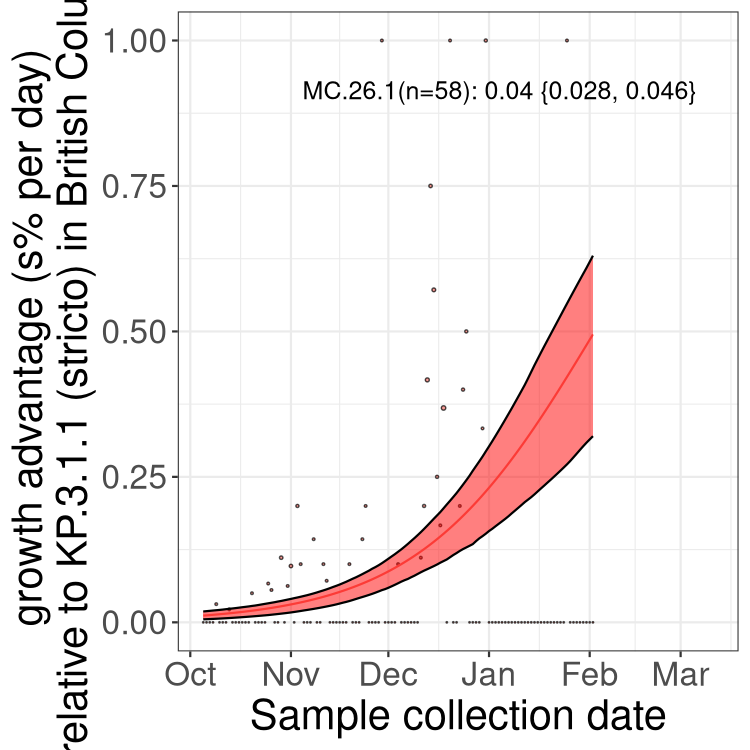 growth advantage (s% per day)
relative to KP.3.1.1 (stricto) in British Colu
1.00
0.75
0.50
0.25
0.00
MC.26.1(n=58): 0.04 {0.028, 0.046}
Oct Nov Dec Jan Feb Mar
Sample collection date